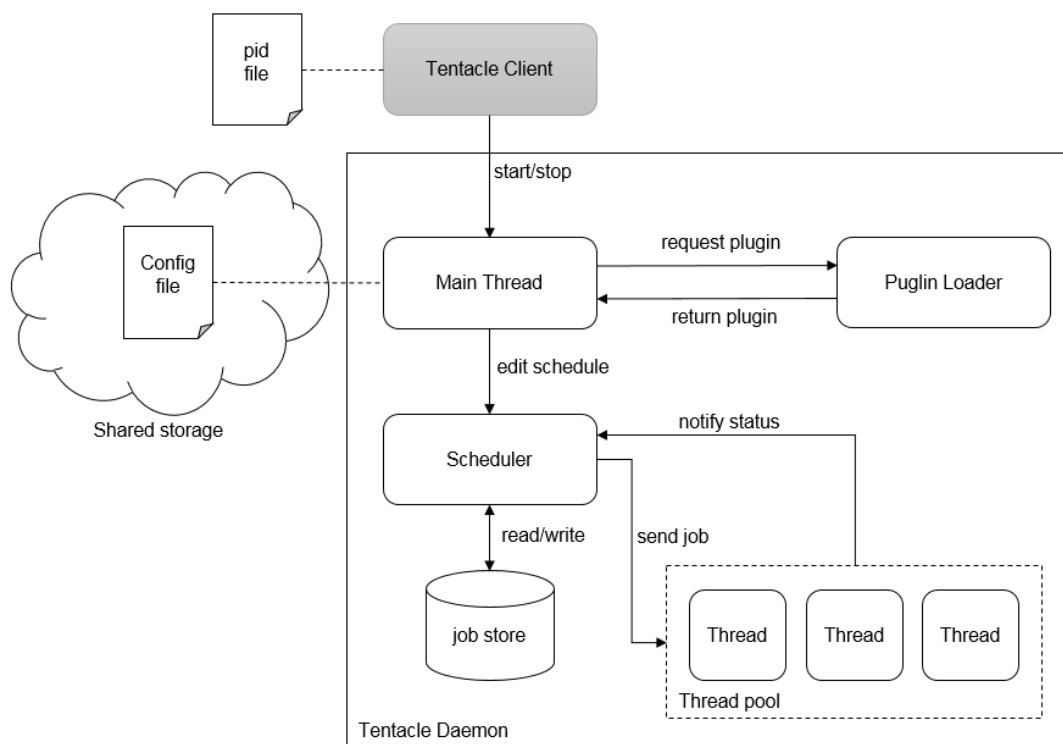 pid
file
Tentacle Client
start/stop
Config
file
Shared storage
Main Thread
request plugin
return plugin
Puglin Loader
edit schedule
Scheduler
notify status
read/write
send job
job store
Thread
Thread
Thread
Thread pool
Tentacle Daemon